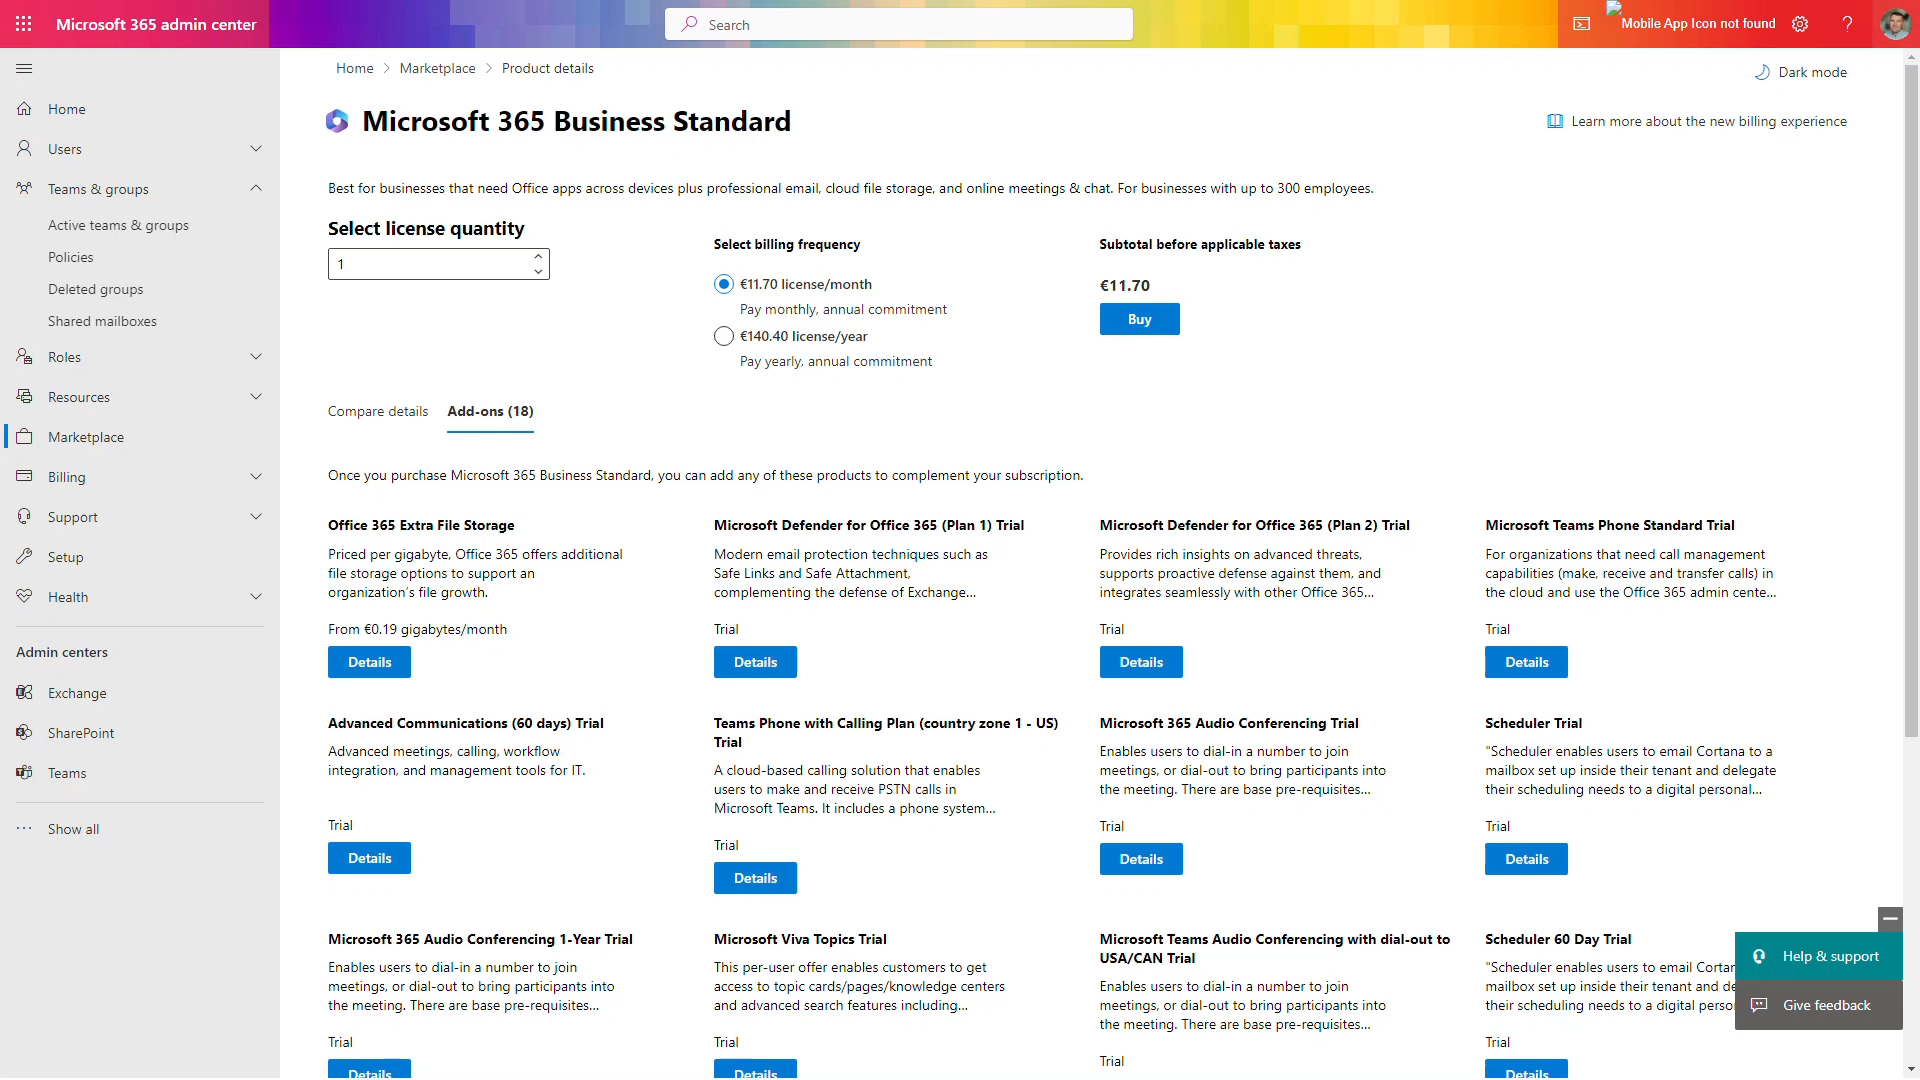 Microsoft 365 admin center
Search
Mobile App Icon not found
Home
Users
Teams & groups
Active teams & groups
Policies
Deleted groups
Shared mailboxes
Roles
Resources
Marketplace
Billing
Support
Setup
Health
Admin centers
Exchange
SharePoint
Teams
Show all
Home > Marketplace > Product details
Dark mode
Microsoft 365 Business Standard
Learn more about the new billing experience
Best for businesses that need Office apps across devices plus professional email, cloud file storage, and online meetings & chat. For businesses with up to 300 employees.
Select license quantity
1
Select billing frequency
€11.70 license/month
Pay monthly, annual commitment
€140.40 license/year
Pay yearly, annual commitment
Subtotal before applicable taxes
€11.70
Buy
Compare details
Add-ons (18)
Once you purchase Microsoft 365 Business Standard, you can add any of these products to complement your subscription.
Office 365 Extra File Storage
Priced per gigabyte, Office 365 offers additional
file storage options to support an
organization's file growth.
From €0.19 gigabytes/month
Details
Microsoft Defender for Office 365 (Plan 1) Trial
Modern email protection techniques such as
Safe Links and Safe Attachment,
complementing the defense of Exchange...
Trial
Details
Microsoft Defender for Office 365 (Plan 2) Trial
Provides rich insights on advanced threats,
supports proactive defense against them, and
integrates seamlessly with other Office 365...
Trial
Details
Microsoft Teams Phone Standard Trial
For organizations that need call management
capabilities (make, receive and transfer calls) in
the cloud and use the Office 365 admin cente...
Trial
Details
Advanced Communications (60 days) Trial
Advanced meetings, calling, workflow
integration, and management tools for IT.
Trial
Details
Teams Phone with Calling Plan (country zone 1 - US)
Trial
A cloud-based calling solution that enables
users to make and receive PSTN calls in
Microsoft Teams. It includes a phone system...
Trial
Details
Microsoft 365 Audio Conferencing Trial
Enables users to dial-in a number to join
meetings, or dial-out to bring participants into
the meeting. There are base pre-requisites...
Trial
Details
Scheduler Trial
"Scheduler enables users to email Cortana to a
mailbox set up inside their tenant and delegate
their scheduling needs to a digital personal...
Trial
Details
Microsoft 365 Audio Conferencing 1-Year Trial
Enables users to dial-in a number to join
meetings, or dial-out to bring participants into
the meeting. There are base pre-requisites...
Trial
Details
Microsoft Viva Topics Trial
This per-user offer enables customers to get
access to topic cards/pages/knowledge centers
and advanced search features including...
Trial
Details
Microsoft Teams Audio Conferencing with dial-out to
USA/CAN Trial
Enables users to dial-in a number to join
meetings, or dial-out to bring participants into
the meeting. There are base pre-requisites...
Trial
Scheduler 60 Day Trial
"Scheduler enables users to email Cortar
mailbox set up inside their tenant and de
their scheduling needs to a digital perso
Trial
Details
Help & support
Give feedback